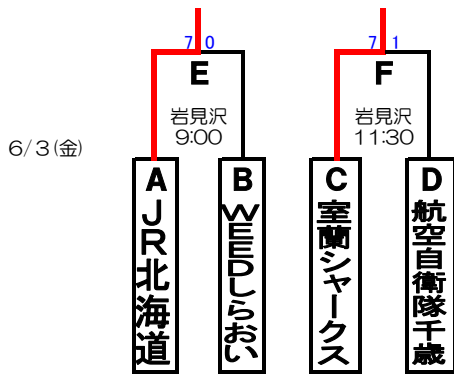 7 0
7 1
E
F
岩見沢
9:00
岩見沢
11:30
6/3(金)
A
JR北海道
B
WEEDしらおい
C
室蘭シャークス
D
航空自衛隊千歳